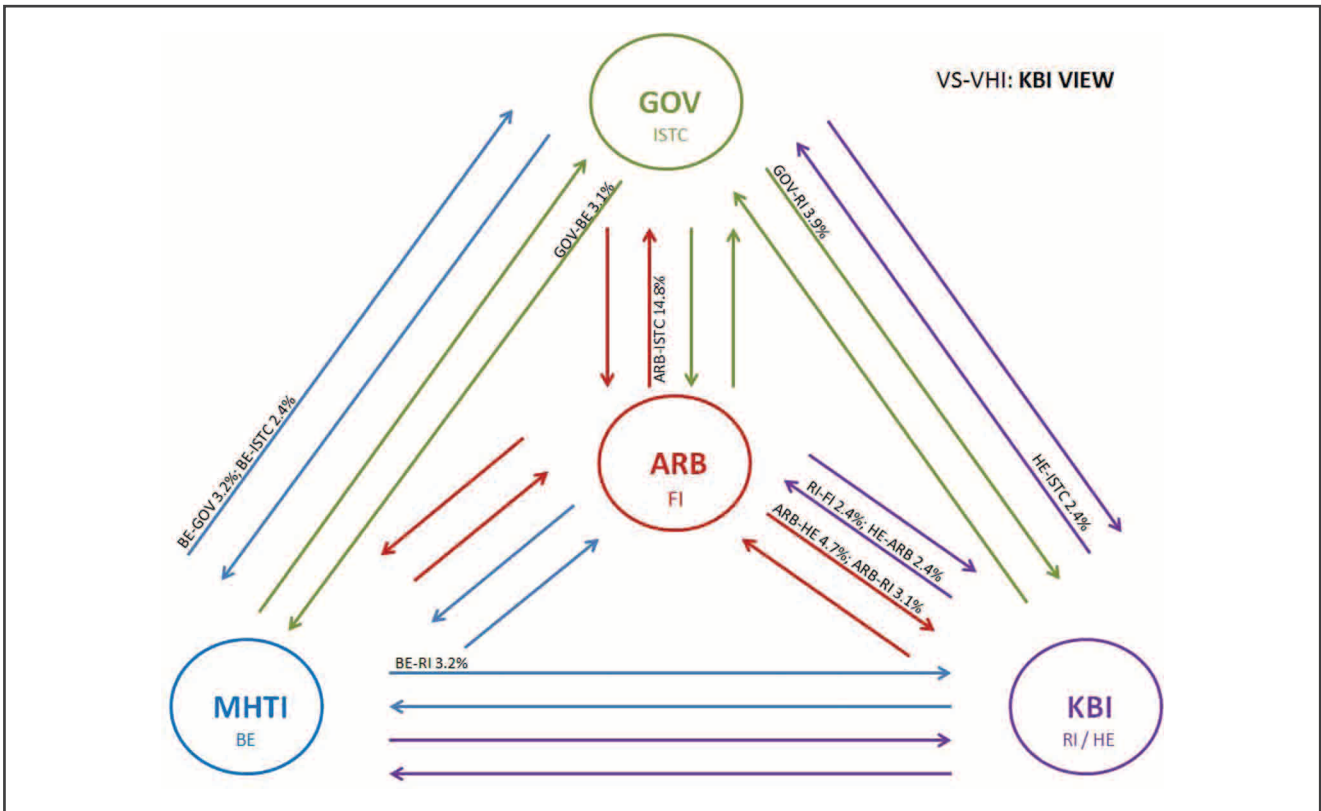 VS-VHI: KBI VIEW
GOV
ISTC
GOV-BE 3.1%
GOV-RI 3.9%
ARB-ISTC 14.8%
BE-GOV 3.2%; BE-ISTC 2.4%
ARB
FI
HE-ISTC 2.4%
RI-FI 2.4%; HE-ARB 2.4%
ARB-HE 4.7%; ARB-RI 3.1%
BE-RI 3.2%
MHTI
BE
KBI
RI / HE